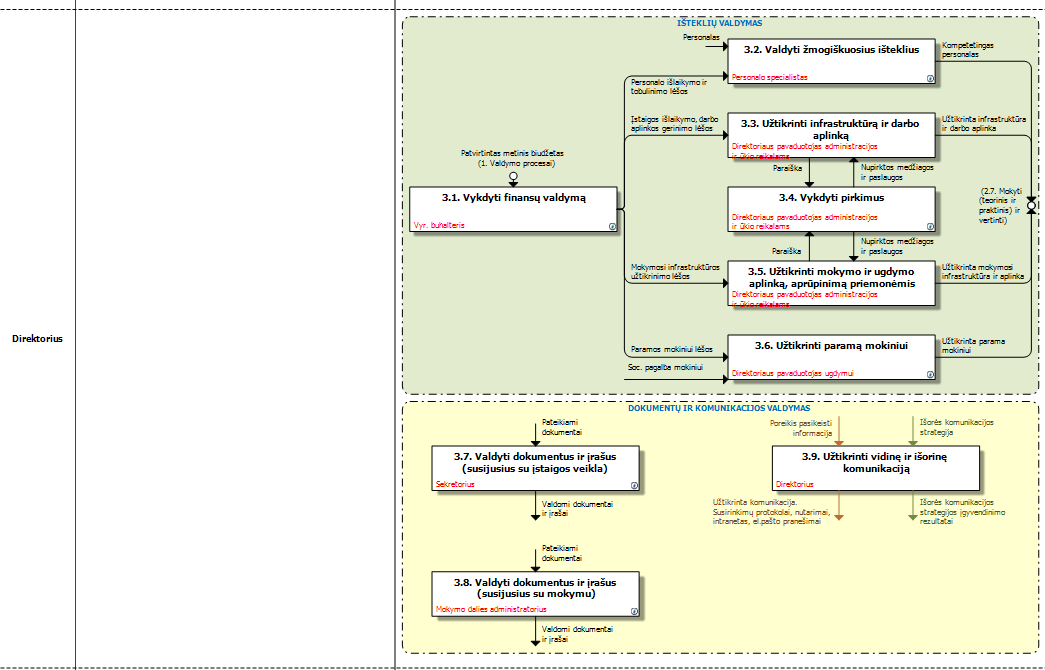 Direktorius
IŠTEKLIŲ VALDYMAS
Personalas
3.2. Valdyti žmogiškuosius išteklius
Personalo specialistas
Kompetetingas
personalas
Personalo išlaikymo ir
tobulinimo lėšos
Įstaigos išlaikymo, darbo
aplinkos gerinimo lėšos
3.3. Užtikrinti infrastruktūrą ir darbo
aplinką
Direktoriaus pavaduotojas administracijos
ir ūkio reikalams
Užtikrinta infrastruktūra
ir darbo aplinka
Patvirtintas metinis biudžetas
(1. Valdymo procesai)
Paraiška
Nupirktos medžiagos
ir paslaugos
3.1. Vykdyti finansų valdymą
Vyr. buhalteris
3.4. Vykdyti pirkimus
Direktoriaus pavaduotojas administracijos
ir ūkio reikalams
(2.7. Mokyti
(teorinis ir
praktinis) ir
vertinti)
Paraiška
Nupirktos medžiagos
ir paslaugos
Mokymosi infrastruktūros
užtikrinimo lėšos
3.5. Užtikrinti mokymo ir ugdymo
aplinką, aprūpinimą priemonėmis
Direktoriaus pavaduotojas administracijos
ir ūkio reikalams
Užtikrinta mokymosi
infrastruktūra ir aplinka
Paramos mokiniui lėšos
Soc. pagalba mokiniui
3.6. Užtikrinti paramą mokiniui
Direktoriaus pavaduotojas ugdymui
Užtikrinta parama
mokiniui
DOKUMENTŲ IR KOMUNIKACIJOS VALDYMAS
Pateikiami
dokumentai
3.7. Valdyti dokumentus ir įrašus
(susijusius su įstaigos veikla)
Sekretorius
Valdomi dokumentai
ir įrašai
Poreikis pasikeisti
informacija
Išorės komunikacijos
strategija
3.9. Užtikrinti vidinę ir išorinę
komunikaciją
Direktorius
Užtikrinta komunikacija.
Susirinkimų protokolai, nutarimai,
intranetas, el.pašto pranešimai
Išorės komunikacijos
strategijos įgyvendinimo
rezultatai
Pateikiami
dokumentai
3.8. Valdyti dokumentus ir įrašus
(susijusius su mokymu)
Mokymo dalies administratorius
Valdomi dokumentai
ir įrašai